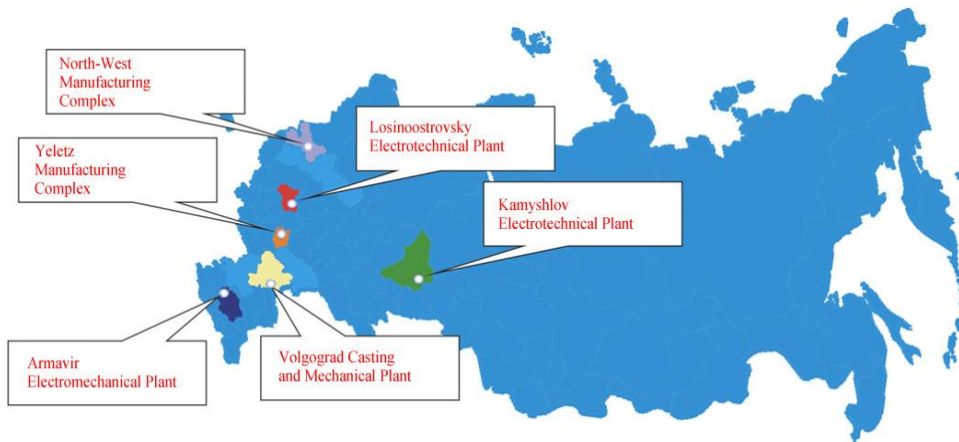 North-West
Manufacturing
Complex
Losinoostrovsky
Electrotechnical Plant
Yeletz
Manufacturing
Complex
Kamyshlov
Electrotechnical Plant
Armavir
Electromechanical Plant
Volgograd Casting
and Mechanical Plant